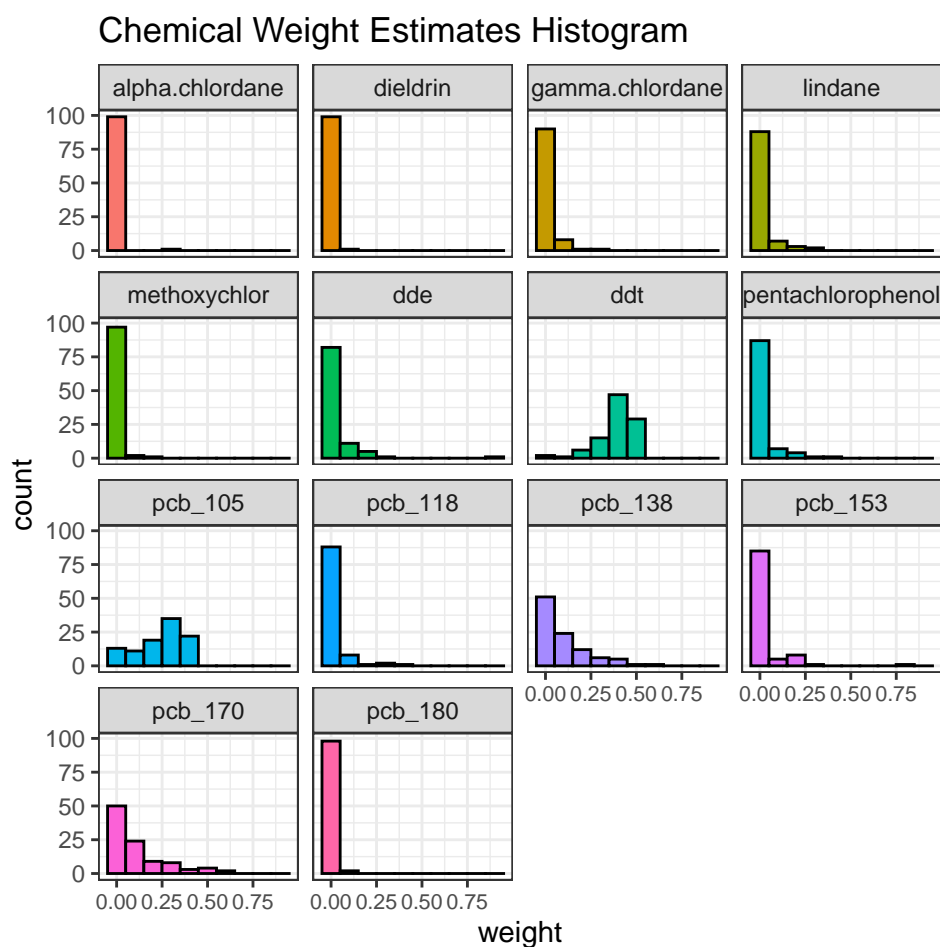 Chemical Weight Estimates Histogram
alpha.chlordane dieldrin gamma.chlordane lindane
100
75
50
25
0
methoxychlor dde ddt pentachlorophenol
100
75
50
25
0
count
pcb_105 pcb_118 pcb_138 pcb_153
100
75
50
25
0
0.00 0.25 0.50 0.75 0.00 0.25 0.50 0.75
pcb_170 pcb_180
100
75
50
25
0
0.00 0.25 0.50 0.75 0.00 0.25 0.50 0.75
weight